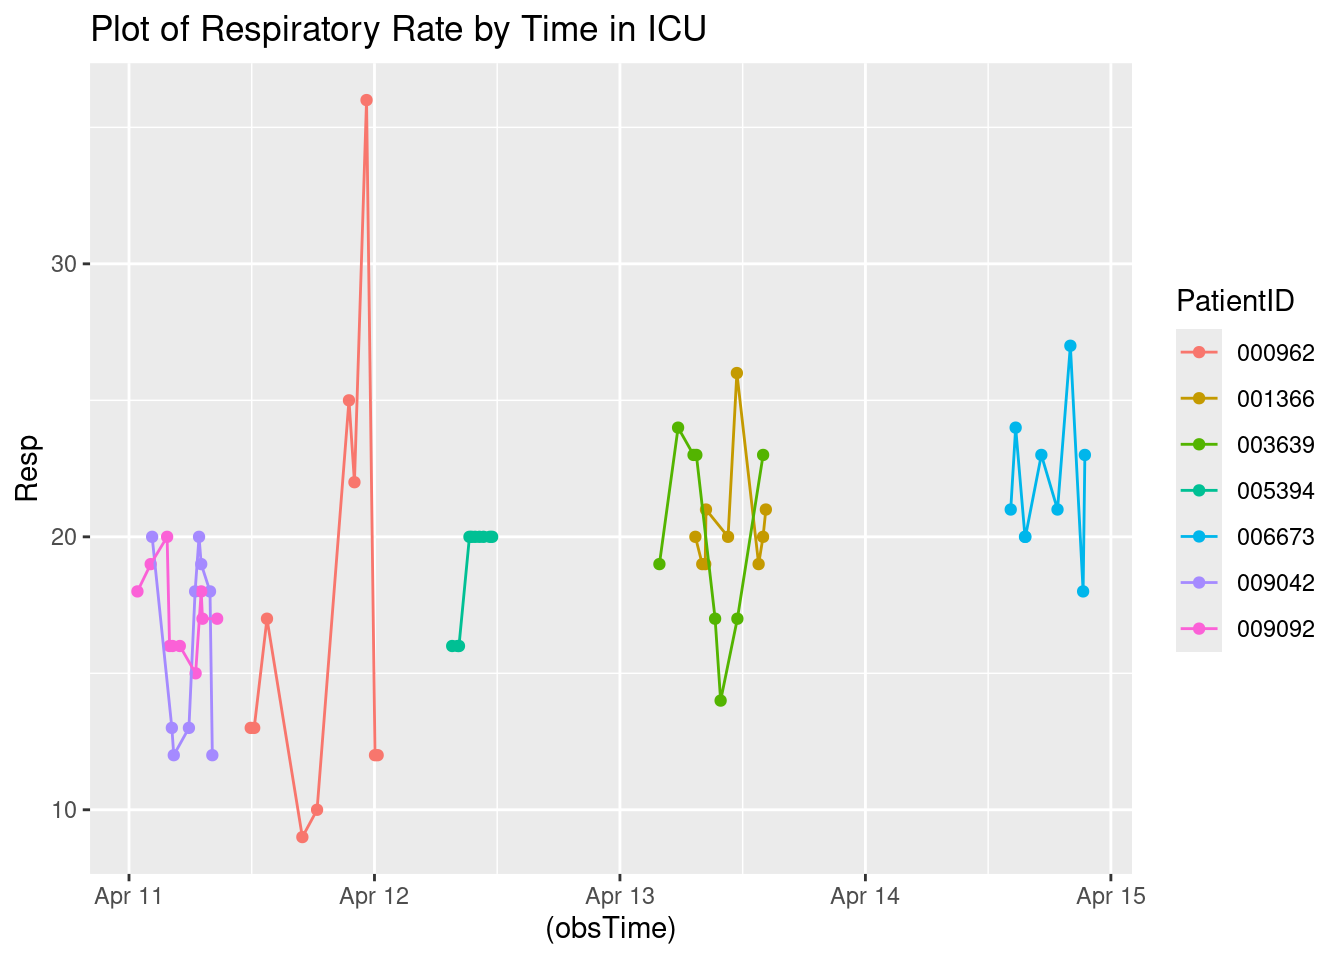 Plot of Respiratory Rate by Time in ICU
Resp
30
20
10
Apr 11
Apr 12
Apr 13
Apr 14
Apr 15
(obsTime)
PatientID
000962
001366
003639
005394
006673
009042
009092